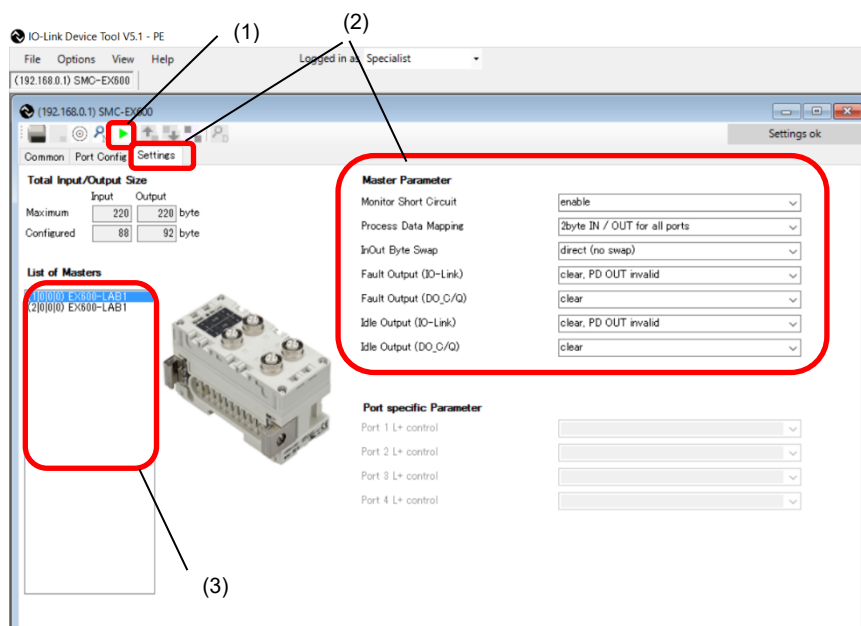 (1)
(2)
IO-Link Device Tool V5.1 - PE
File Options View Help Logged in as Specialist
(192.168.0.1) SMC-EX600
(192.168.0.1) SMC-EX600
Settings ok
Common Port Config Settings
Total Input/Output Size
Input Output
Maximum 220 220 byte
Configured 88 92 byte
List of Masters
(1|0|0|0) EX600-LAB1
(2|0|0|0) EX600-LAB1
Master Parameter
Monitor Short Circuit enable
Process Data Mapping 2byte IN / OUT for all ports
InOut Byte Swap direct (no swap)
Fault Output (IO-Link) clear, PD OUT invalid
Fault Output (DO_C/Q) clear
Idle Output (IO-Link) clear, PD OUT invalid
Idle Output (DO_C/Q) clear
Port specific Parameter
Port 1 L+ control
Port 2 L+ control
Port 3 L+ control
Port 4 L+ control
(3)